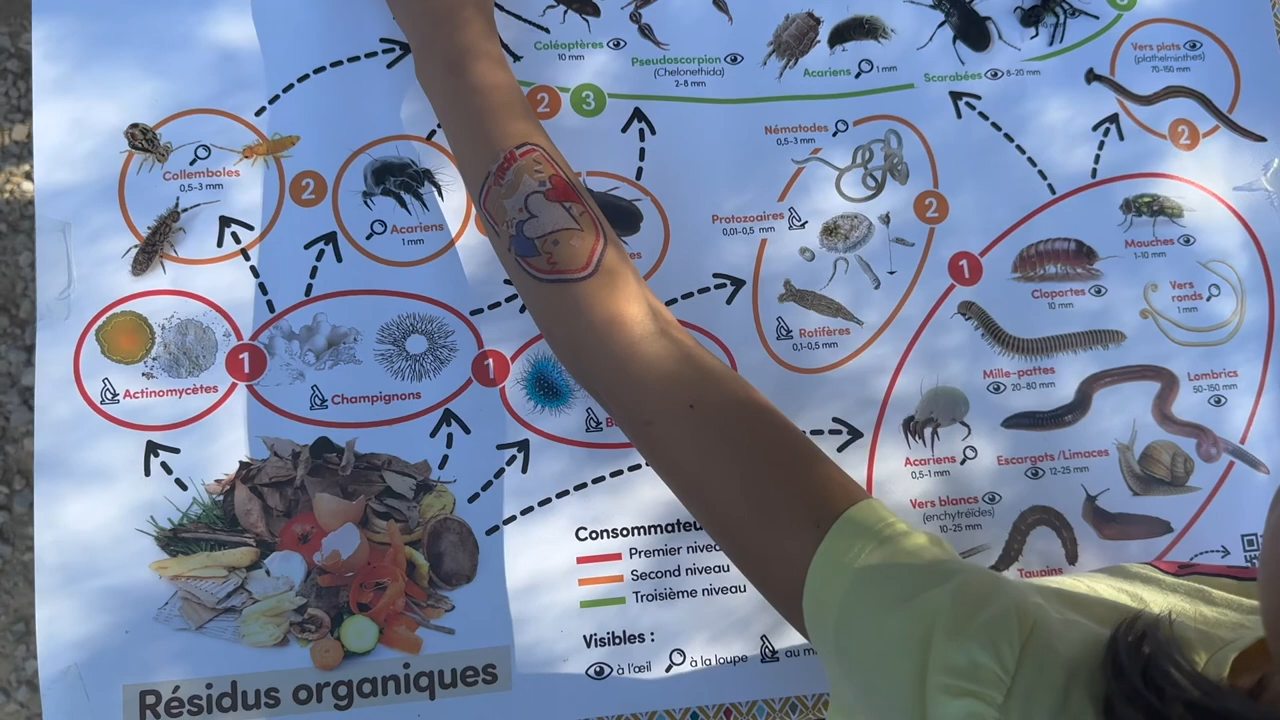 Coléoptères
10 mm
Pseudoscorpion
(Chelonethida)
2-8 mm
Acariens
1 mm
Scarabées
8-20 mm
Vers plats
(plathelminthes)
70-150 mm
2
3
2
Collemboles
0,5-3 mm
2
Acariens
1 mm
Nématodes
0,5-3 mm
Protozoaires
0,01-0,5 mm
2
Rotifères
0,1-0,5 mm
1
Mouches
1-10 mm
Cloportes
10 mm
Vers
ronds
1 mm
Mille-pattes
20-80 mm
Lombrics
50-150 mm
Acariens
0,5-1 mm
Escargots /Limaces
12-25 mm
Vers blancs
(enchytréides)
10-25 mm
Taupins
1
Actinomycètes
Champignons
1
Premier
Second niveau
Troisième niveau
Visibles :
à l'œil
à la loupe
au
Résidus organiques